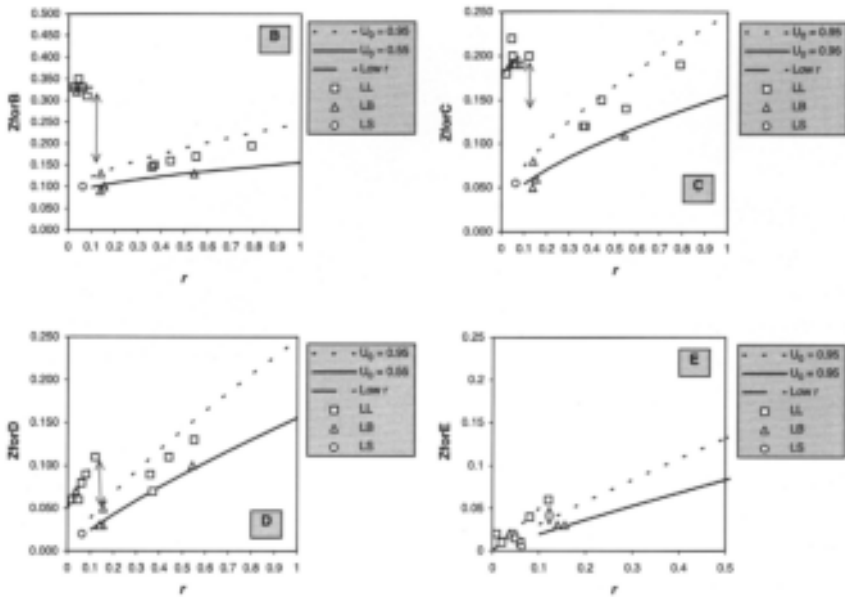 B
ZforB
0.500
0.450
0.400
0.350
0.300
0.250
0.200
0.150
0.100
0.050
0.000
0 0.1 0.2 0.3 0.4 0.5 0.6 0.7 0.8 0.9 1
r
U₀ = 0.95
U₀ = 0.55
Low r
LL
LB
LS
C
ZforC
0.250
0.200
0.150
0.100
0.050
0.000
0 0.1 0.2 0.3 0.4 0.5 0.6 0.7 0.8 0.9 1
r
U₀ = 0.95
U₀ = 0.95
Low r
LL
LB
LS
D
ZforD
0.250
0.200
0.150
0.100
0.050
0.000
0 0.1 0.2 0.3 0.4 0.5 0.6 0.7 0.8 0.9 1
r
U₀ = 0.95
U₀ = 0.55
Low r
LL
LB
LS
E
ZforE
0.25
0.2
0.15
0.1
0.05
0
0 0.1 0.2 0.3 0.4 0.5
r
U₀ = 0.95
U₀ = 0.95
Low r
LL
LB
LS